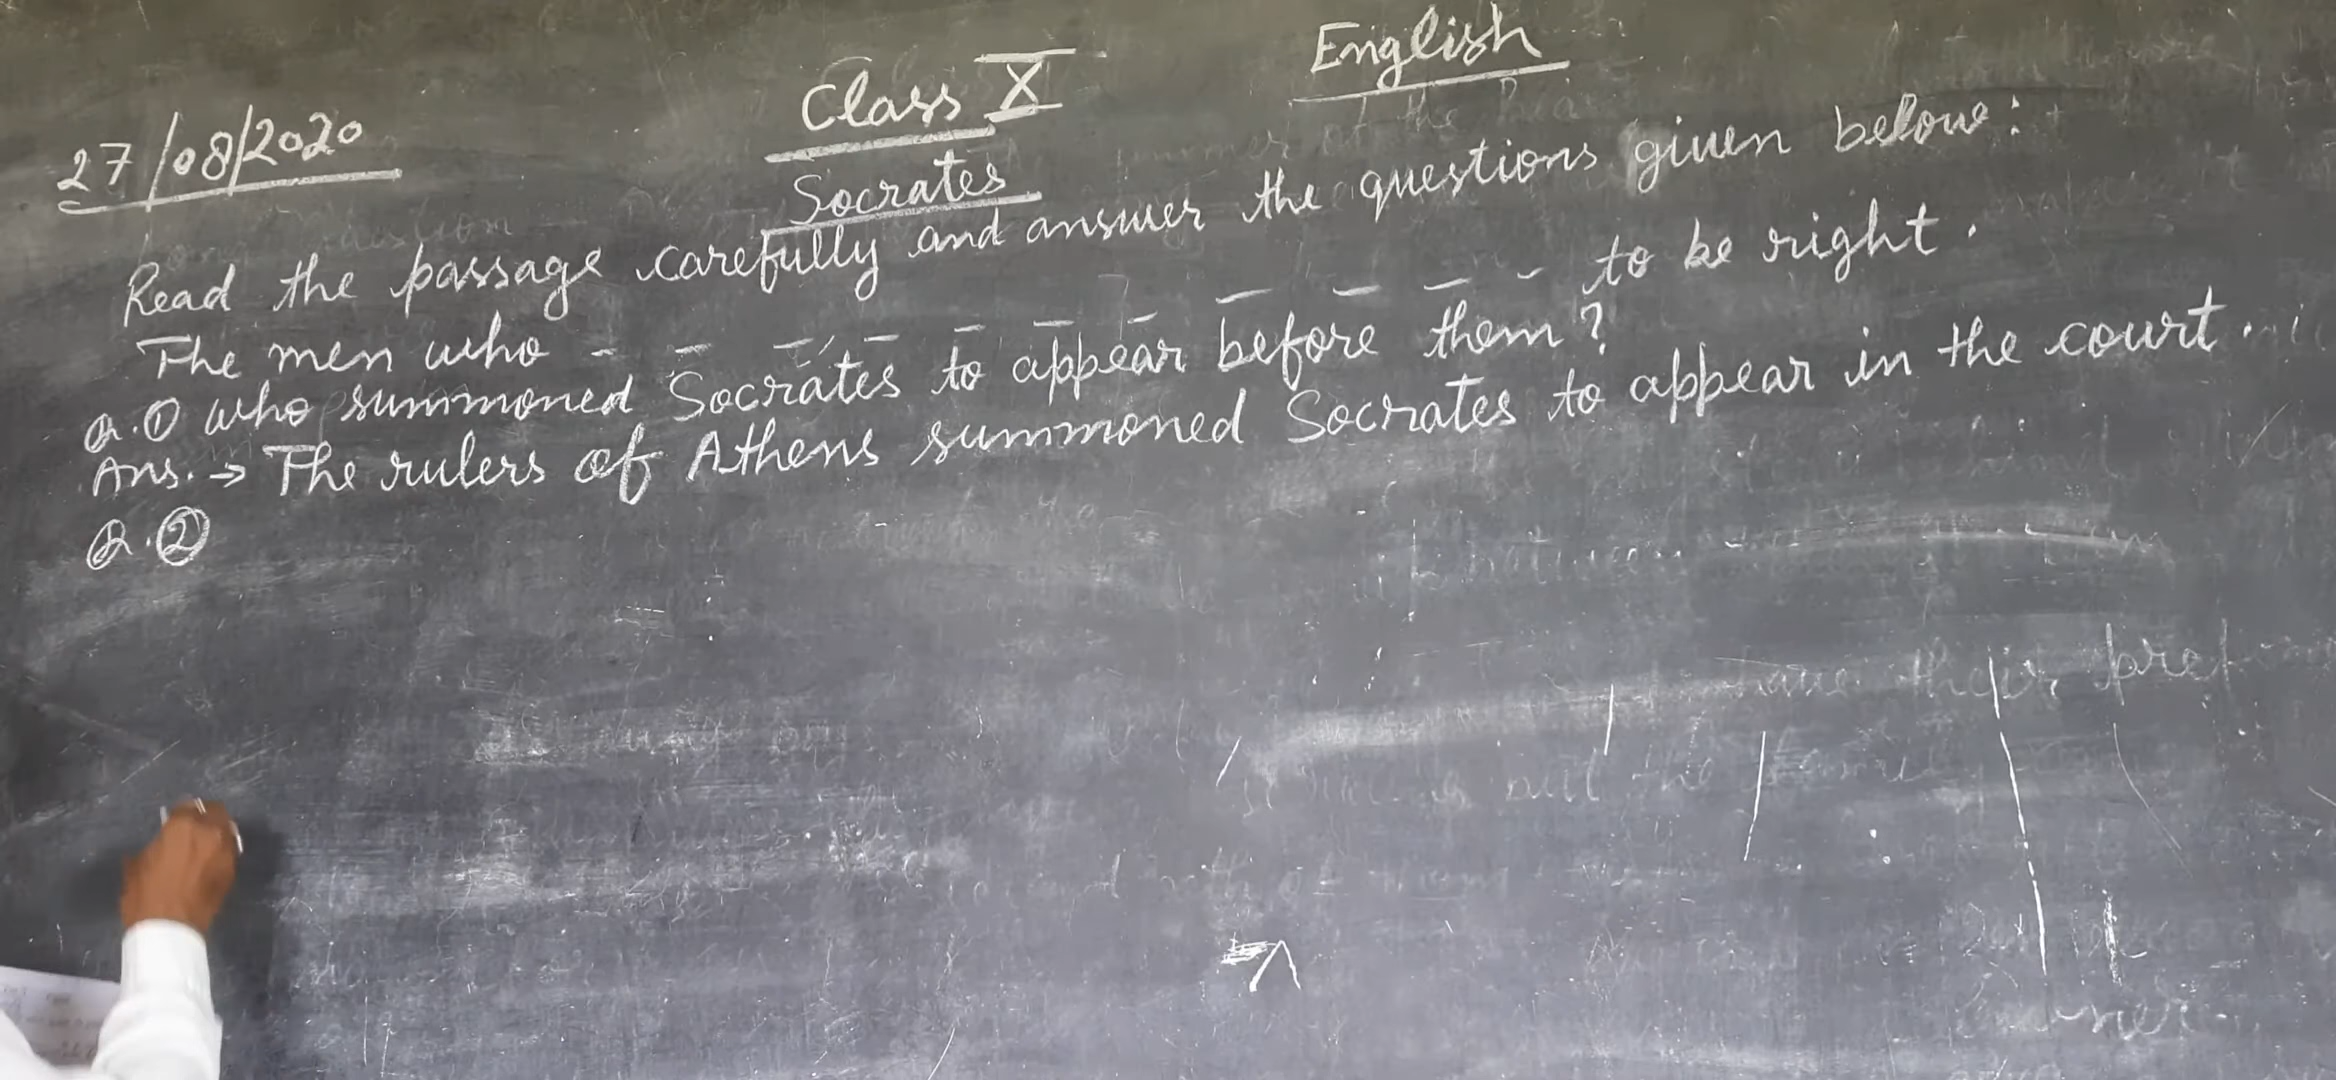 27/08/2020
Class X
English
Socrates
Read the passage carefully and answer the questions given below:
The men who - - - - - - - - - - to be right.
Q.① who summoned Socrates to appear before them?
Ans. → The rulers of Athens summoned Socrates to appear in the court.
Q.②